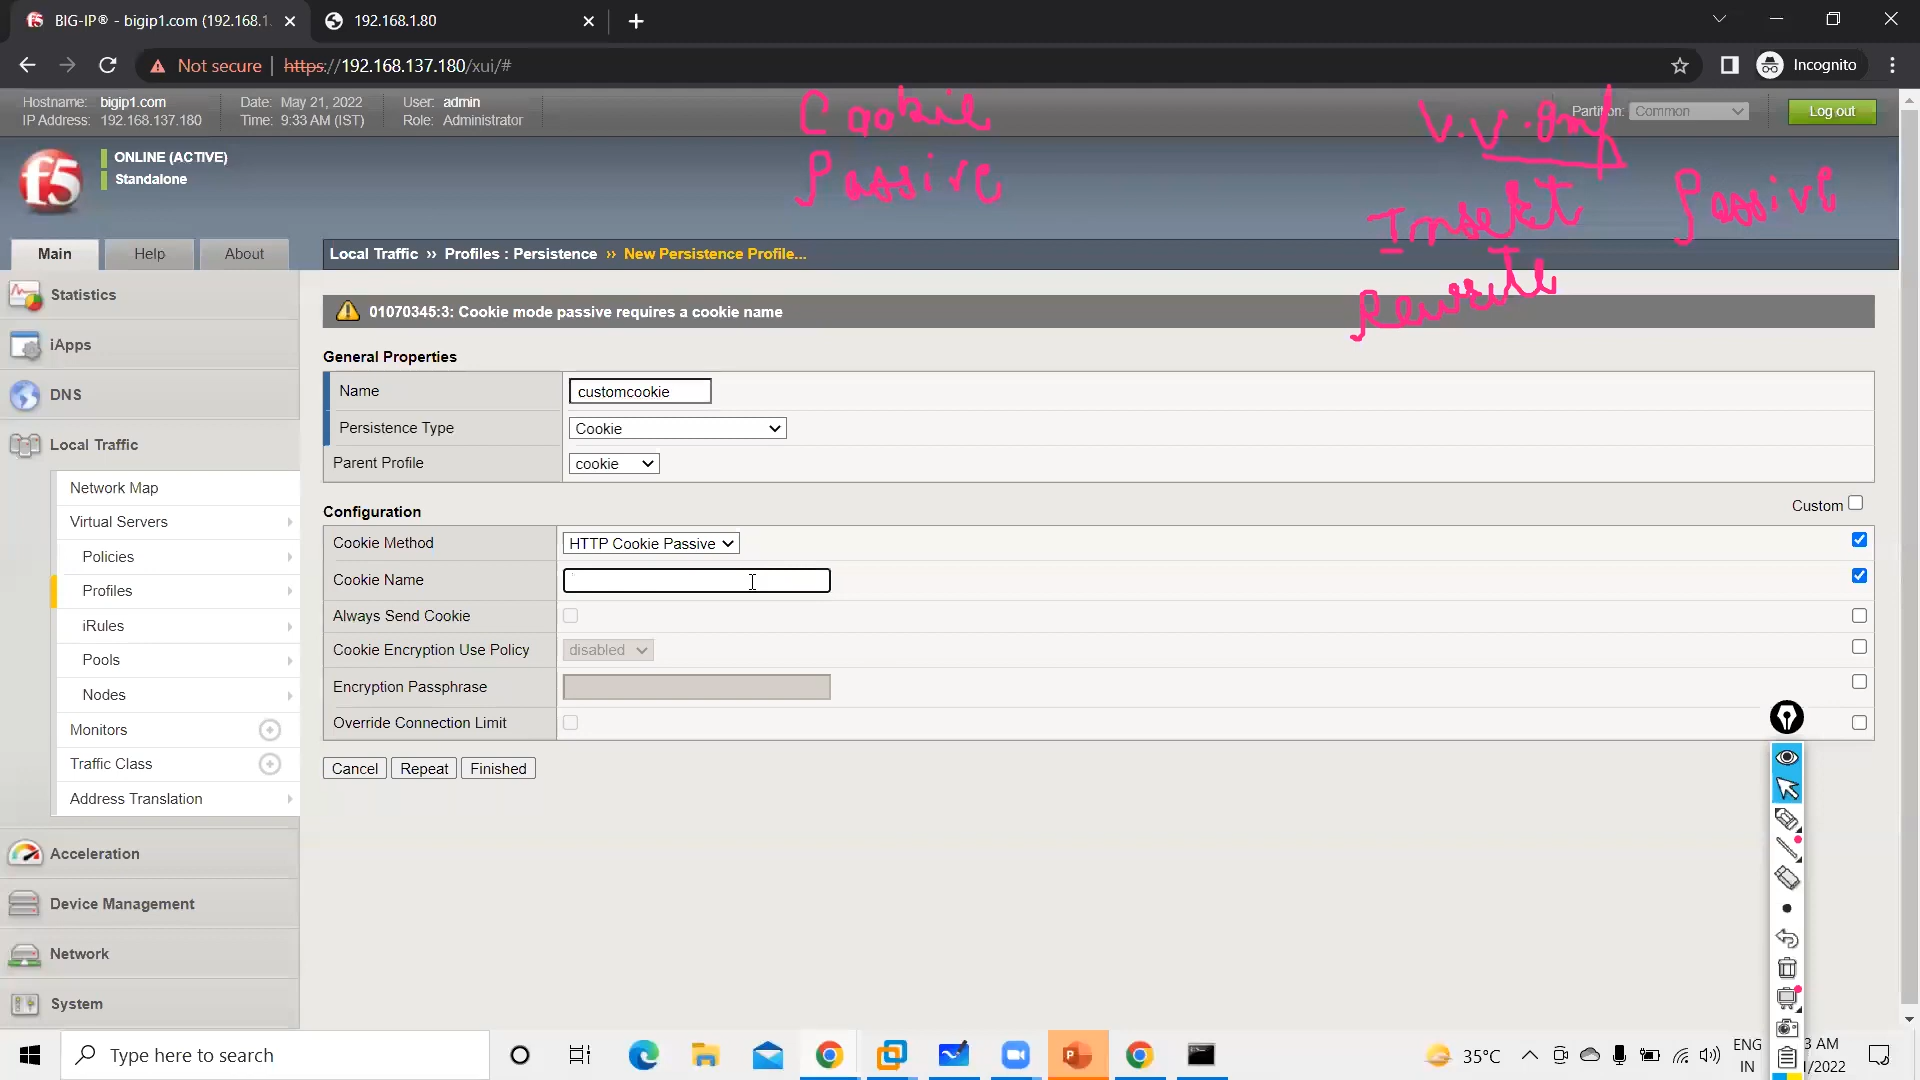 BIG-IP® - bigip1.com (192.168.1.
192.168.1.80
Not secure
https://192.168.137.180/xui/#
Incognito
Hostname: bigip1.com
IP Address: 192.168.137.180
Date: May 21, 2022
Time: 9:33 AM (IST)
User: admin
Role: Administrator
Partition: Common
Log out
Cookie
Passive
V.V.Imp
Insert
Passive
Rewrite
f5
ONLINE (ACTIVE)
Standalone
Main
Help
About
Local Traffic ›› Profiles : Persistence ›› New Persistence Profile...
Statistics
iApps
DNS
Local Traffic
Network Map
Virtual Servers
Policies
Profiles
iRules
Pools
Nodes
Monitors
Traffic Class
Address Translation
Acceleration
Device Management
Network
System
01070345:3: Cookie mode passive requires a cookie name
General Properties
Name customcookie
Persistence Type Cookie
Parent Profile cookie
Configuration Custom
Cookie Method HTTP Cookie Passive
Cookie Name
Always Send Cookie
Cookie Encryption Use Policy disabled
Encryption Passphrase
Override Connection Limit
Cancel Repeat Finished
Type here to search
35°C
ENG
IN
3 AM
1/2022